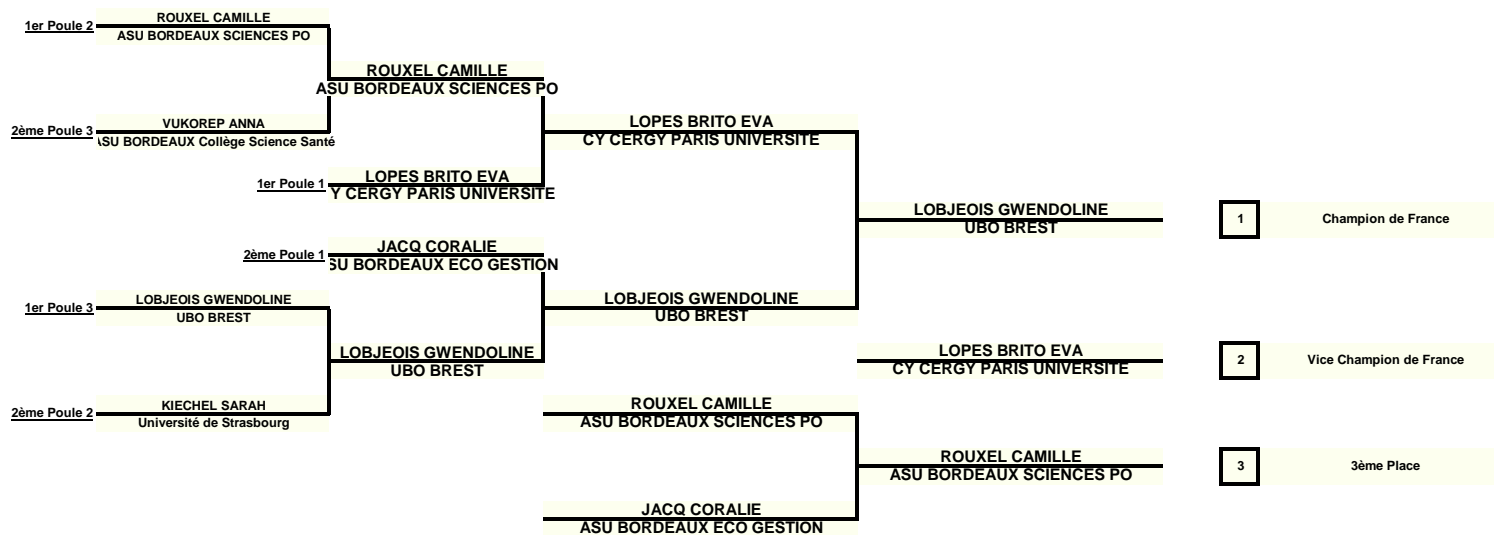 1er Poule 2
ROUXEL CAMILLE
ASU BORDEAUX SCIENCES PO
ROUXEL CAMILLE
ASU BORDEAUX SCIENCES PO
2ème Poule 3
VUKOREP ANNA
ASU BORDEAUX Collège Science Santé
LOPES BRITO EVA
CY CERGY PARIS UNIVERSITE
1er Poule 1
LOPES BRITO EVA
Y CERGY PARIS UNIVERSITE
LOBJEOIS GWENDOLINE
UBO BREST
1
Champion de France
2ème Poule 1
JACQ CORALIE
SU BORDEAUX ECO GESTION
1er Poule 3
LOBJEOIS GWENDOLINE
UBO BREST
LOBJEOIS GWENDOLINE
UBO BREST
LOBJEOIS GWENDOLINE
UBO BREST
LOPES BRITO EVA
CY CERGY PARIS UNIVERSITE
2
Vice Champion de France
2ème Poule 2
KIECHEL SARAH
Université de Strasbourg
ROUXEL CAMILLE
ASU BORDEAUX SCIENCES PO
ROUXEL CAMILLE
ASU BORDEAUX SCIENCES PO
3
3ème Place
JACQ CORALIE
ASU BORDEAUX ECO GESTION